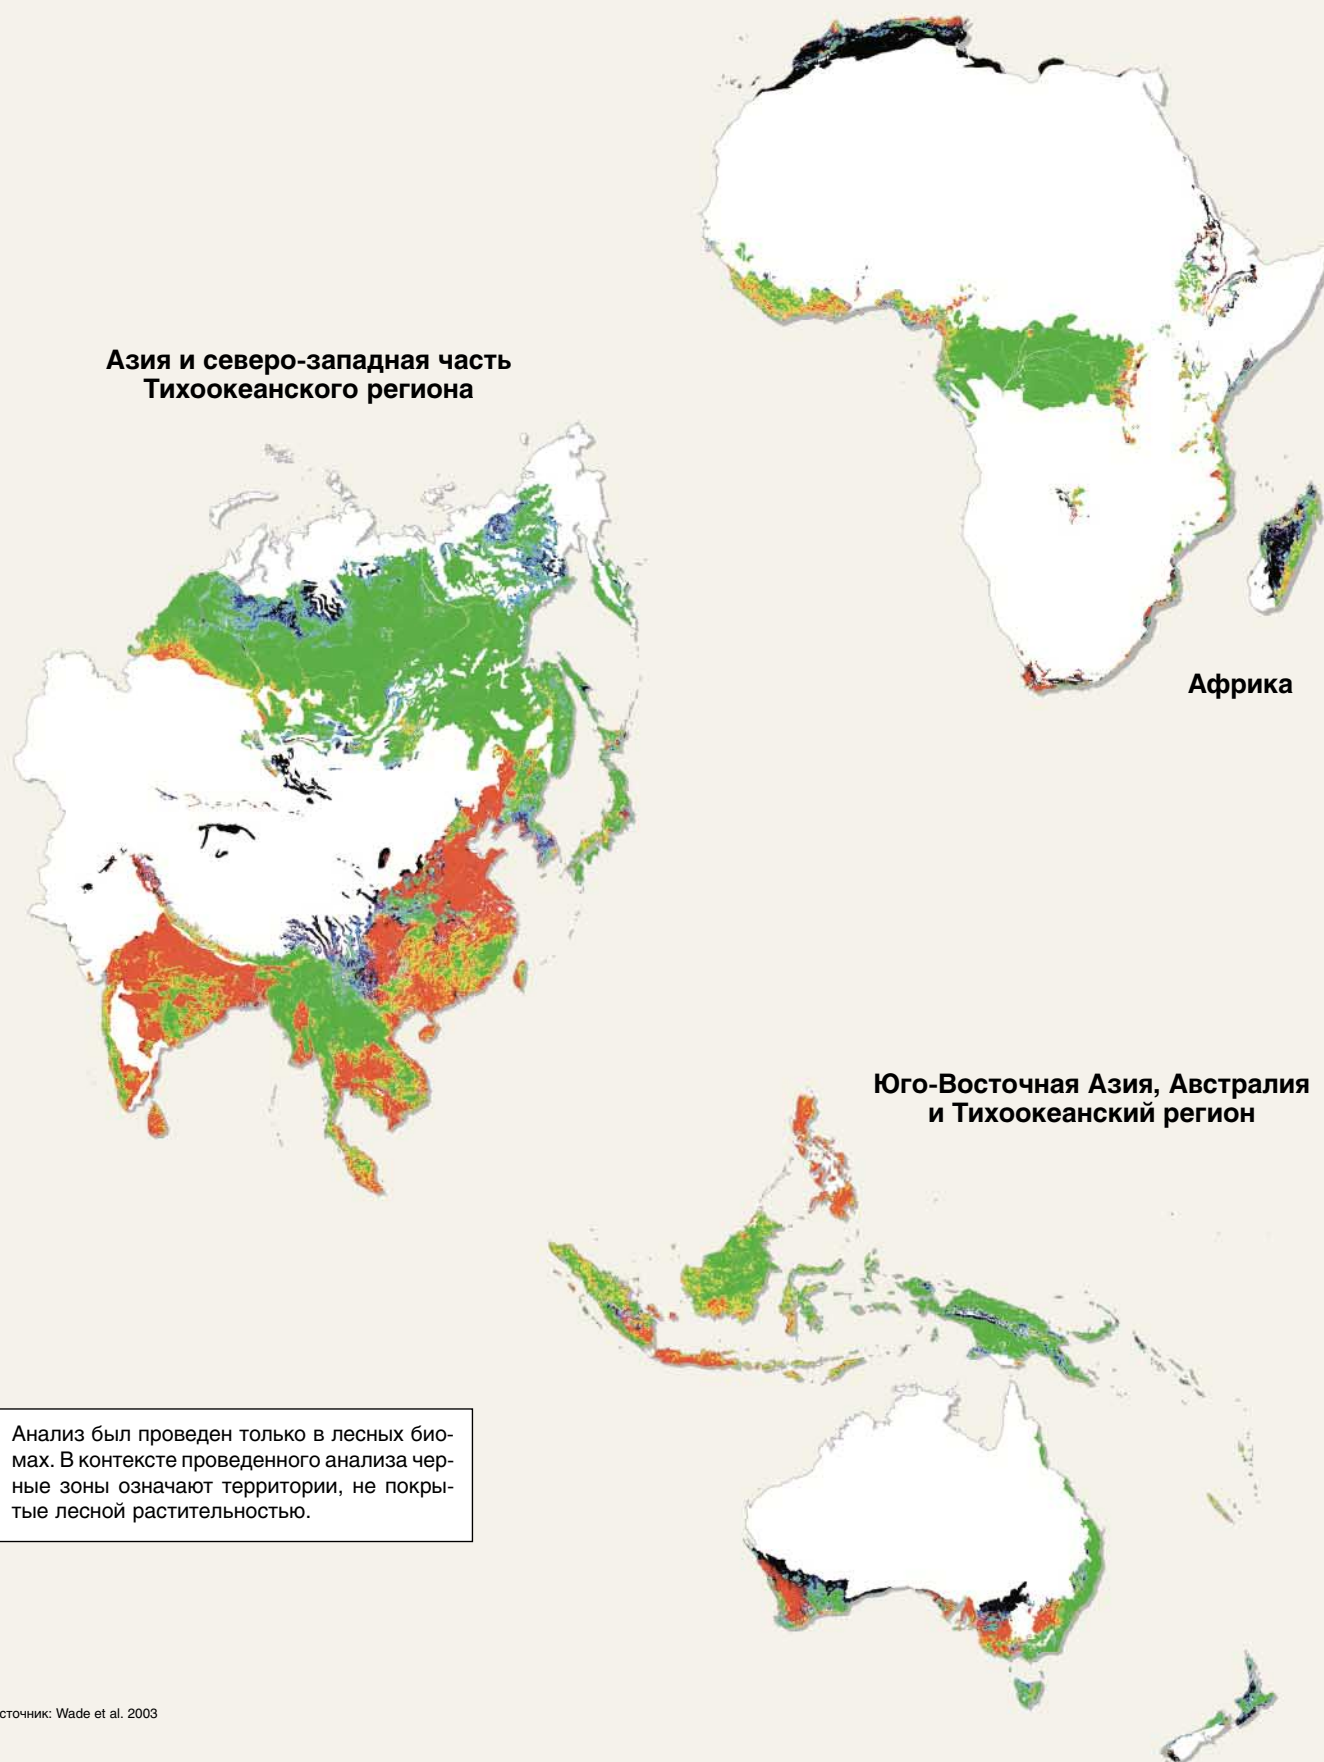 Азия и северо-западная часть
Тихоокеанского региона
Африка
Юго-Восточная Азия, Австралия
и Тихоокеанский регион
Анализ был проведен только в лесных био-
мах. В контексте проведенного анализа чер-
ные зоны означают территории, не покры-
тые лесной растительностью.
сточник: Wade et al. 2003